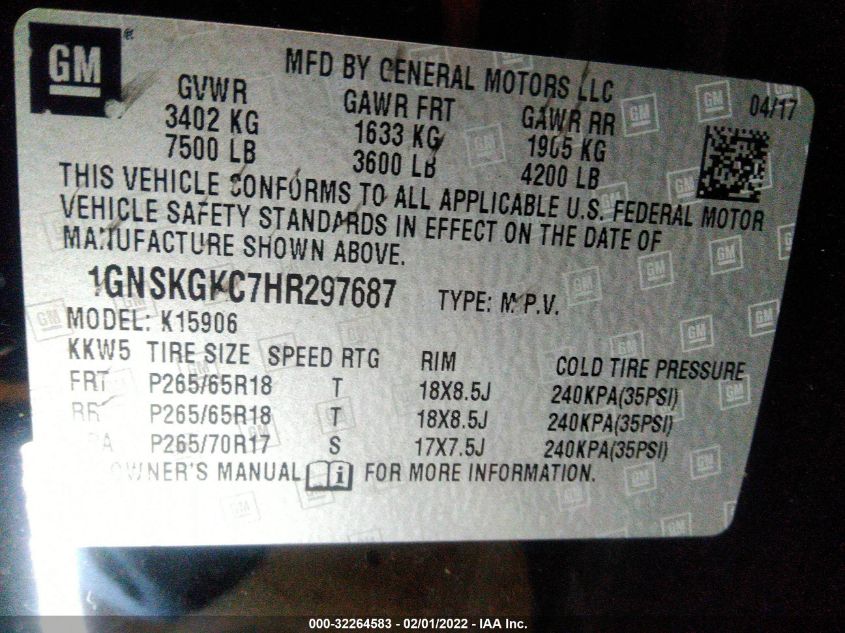 GM
MFD BY GENERAL MOTORS LLC
04/17
GVWR GAWR FRT GAWR RR
3402 KG 1633 KG 1905 KG
7500 LB 3600 LB 4200 LB
THIS VEHICLE CONFORMS TO ALL APPLICABLE U.S. FEDERAL MOTOR
VEHICLE SAFETY STANDARDS IN EFFECT ON THE DATE OF
MANUFACTURE SHOWN ABOVE.
1GNSKGKC7HR297687 TYPE: M.P.V.
MODEL: K15906
KKW5 TIRE SIZE SPEED RTG RIM COLD TIRE PRESSURE
FRT P265/65R18 T 18X8.5J 240KPA(35PSI)
RR P265/65R18 T 18X8.5J 240KPA(35PSI)
P265/70R17 S 17X7.5J 240KPA(35PSI)
OWNER'S MANUAL FOR MORE INFORMATION.
000-32264583 - 02/01/2022 - IAA Inc.